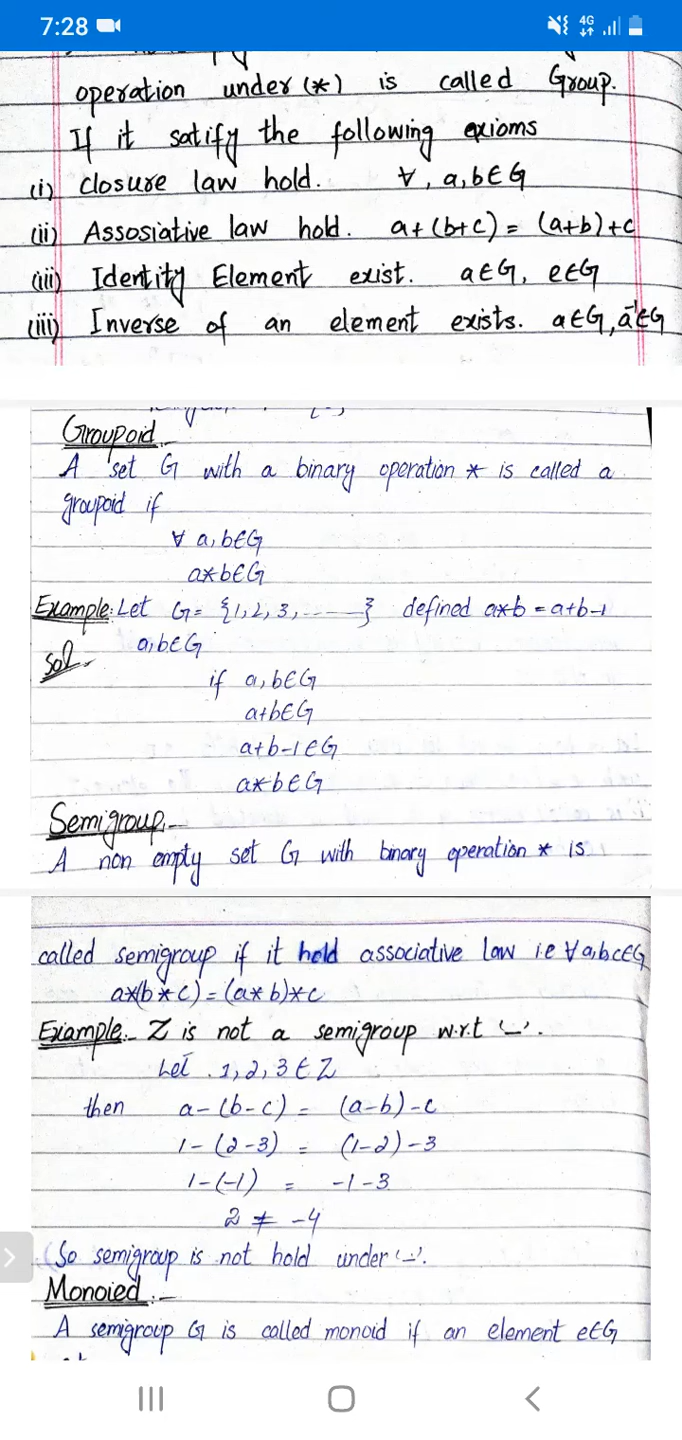 7:28
4G
operation under (*) is called Group.
If it satify the following exioms
(i) Closure law hold. ∀, a,b∈G
(ii) Assosiative law hold. a+(b+c) = (a+b)+c
(iii) Identity Element exist. a∈G, e∈G
(iiii) Inverse of an element exists. a∈G, a⁻¹∈G
Groupoid
A set G with a binary operation * is called a
groupoid if
∀ a,b∈G
a*b∈G
Example: Let G = {1, 2, 3, ------} defined a*b = a+b-1
a,b∈G
Sol.
if a,b∈G
a+b∈G
a+b-1∈G
a*b∈G
Semigroup.-
A non empty set G with binary operation * is
called semigroup if it hold associative law i.e ∀a,b,c∈G
a*(b*c) = (a*b)*c
Example.- Z is not a semigroup w.r.t '-'.
Let . 1, 2, 3 ∈ Z
then a-(b-c) = (a-b)-c
1-(2-3) = (1-2)-3
1-(-1) = -1-3
2 ≠ -4
(So semigroup is not hold under '-'.
Monoied :-
A semigroup G is called monoid if an element e∈G